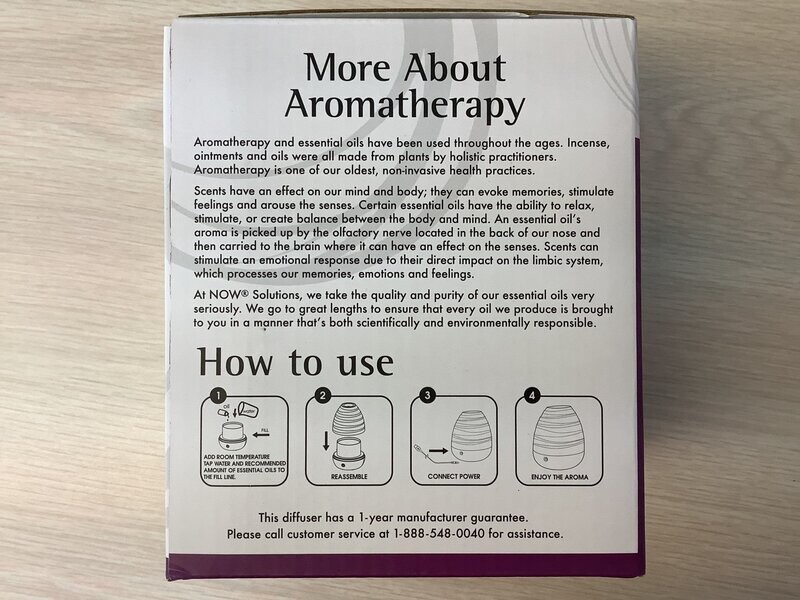 More About
Aromatherapy
Aromatherapy and essential oils have been used throughout the ages. Incense,
ointments and oils were all made from plants by holistic practitioners.
Aromatherapy is one of our oldest, non-invasive health practices.
Scents have an effect on our mind and body; they can evoke memories, stimulate
feelings and arouse the senses. Certain essential oils have the ability to relax,
stimulate, or create balance between the body and mind. An essential oil's
aroma is picked up by the olfactory nerve located in the back of our nose and
then carried to the brain where it can have an effect on the senses. Scents can
stimulate an emotional response due to their direct impact on the limbic system,
which processes our memories, emotions and feelings.
At NOW® Solutions, we take the quality and purity of our essential oils very
seriously. We go to great lengths to ensure that every oil we produce is brought
to you in a manner that's both scientifically and environmentally responsible.
How to use
1
Oil
water
FILL
ADD ROOM TEMPERATURE
TAP WATER AND RECOMMENDED
AMOUNT OF ESSENTIAL OILS TO
THE FILL LINE.
2
REASSEMBLE
3
CONNECT POWER
4
ENJOY THE AROMA
This diffuser has a 1-year manufacturer guarantee.
Please call customer service at 1-888-548-0040 for assistance.